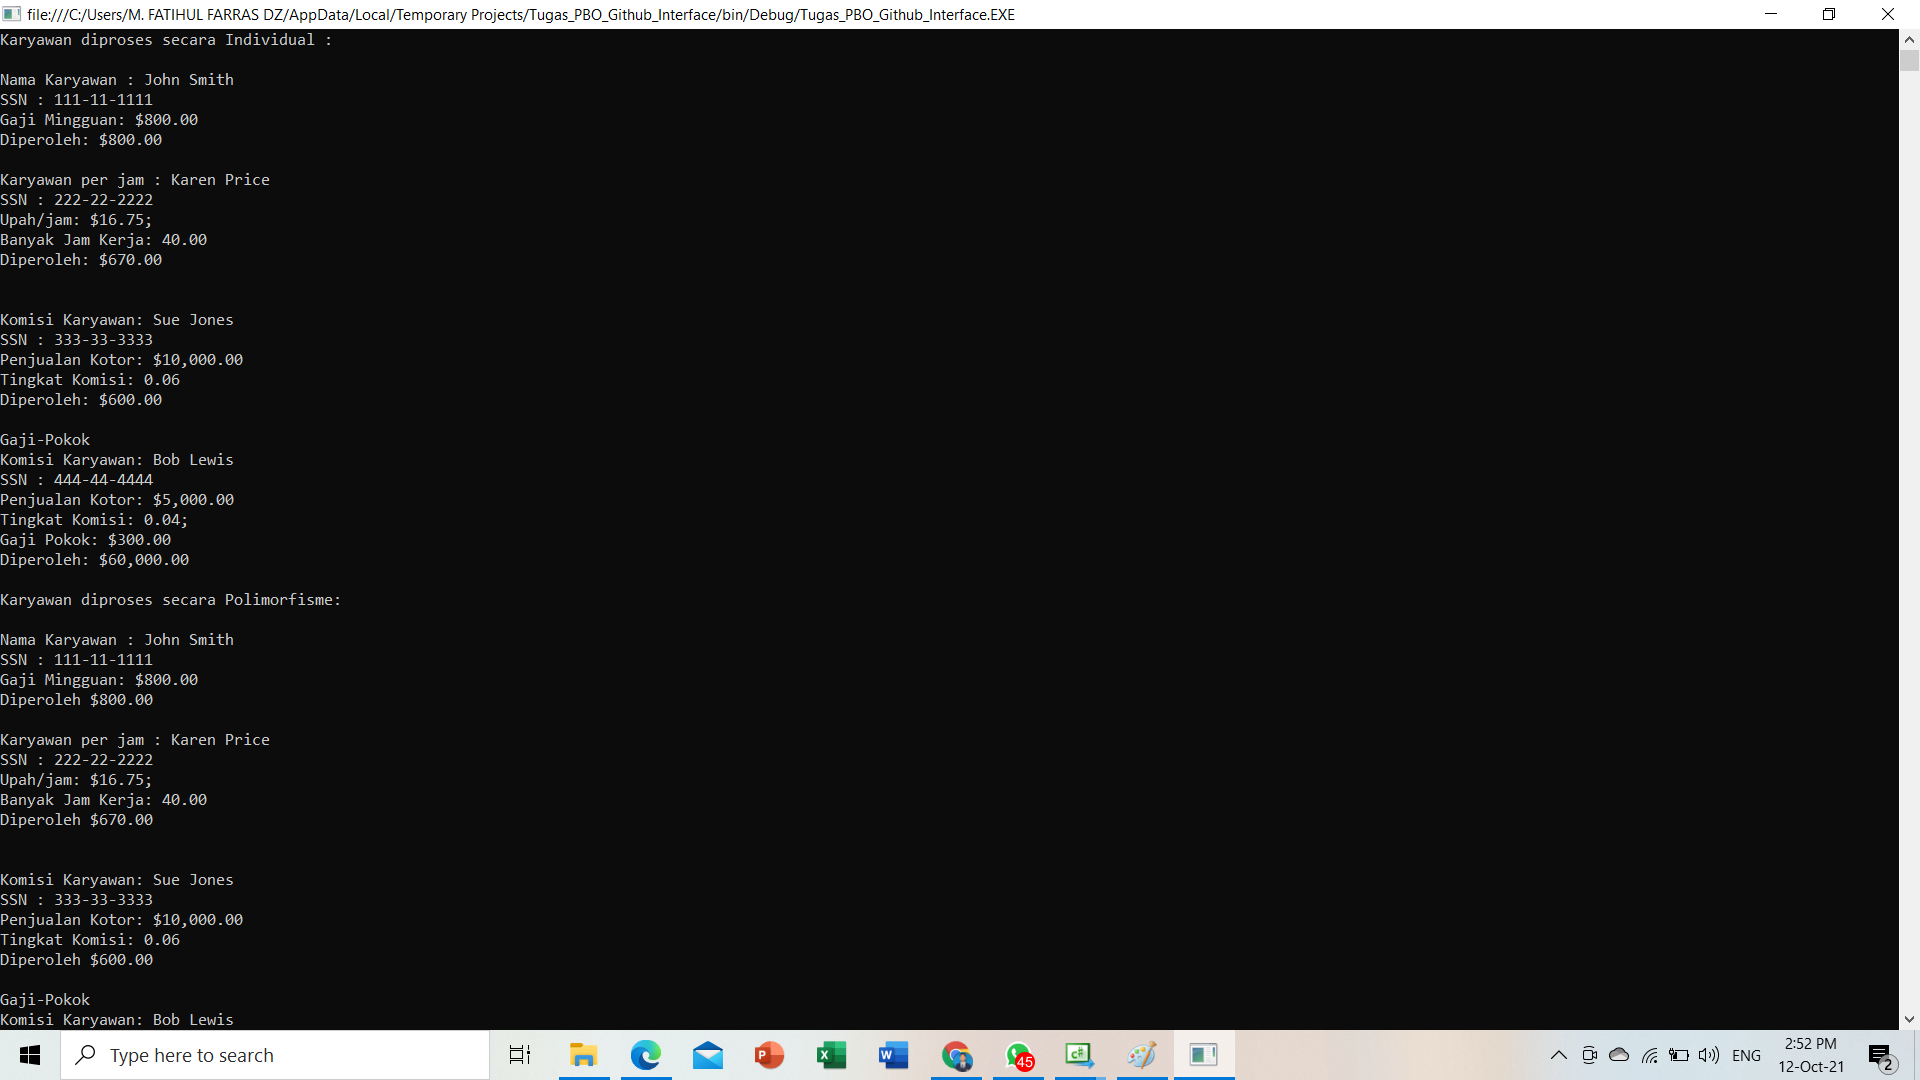 file:///C:/Users/M. FATIHUL FARRAS DZ/AppData/Local/Temporary Projects/Tugas_PBO_Github_Interface/bin/Debug/Tugas_PBO_Github_Interface.EXE
Karyawan diproses secara Individual :
Nama Karyawan : John Smith
SSN : 111-11-1111
Gaji Mingguan: $800.00
Diperoleh: $800.00
Karyawan per jam : Karen Price
SSN : 222-22-2222
Upah/jam: $16.75;
Banyak Jam Kerja: 40.00
Diperoleh: $670.00
Komisi Karyawan: Sue Jones
SSN : 333-33-3333
Penjualan Kotor: $10,000.00
Tingkat Komisi: 0.06
Diperoleh: $600.00
Gaji-Pokok
Komisi Karyawan: Bob Lewis
SSN : 444-44-4444
Penjualan Kotor: $5,000.00
Tingkat Komisi: 0.04;
Gaji Pokok: $300.00
Diperoleh: $60,000.00
Karyawan diproses secara Polimorfisme:
Nama Karyawan : John Smith
SSN : 111-11-1111
Gaji Mingguan: $800.00
Diperoleh $800.00
Karyawan per jam : Karen Price
SSN : 222-22-2222
Upah/jam: $16.75;
Banyak Jam Kerja: 40.00
Diperoleh $670.00
Komisi Karyawan: Sue Jones
SSN : 333-33-3333
Penjualan Kotor: $10,000.00
Tingkat Komisi: 0.06
Diperoleh $600.00
Gaji-Pokok
Komisi Karyawan: Bob Lewis
Type here to search
P
X
W
45
C#
ENG
2:52 PM
12-Oct-21
2